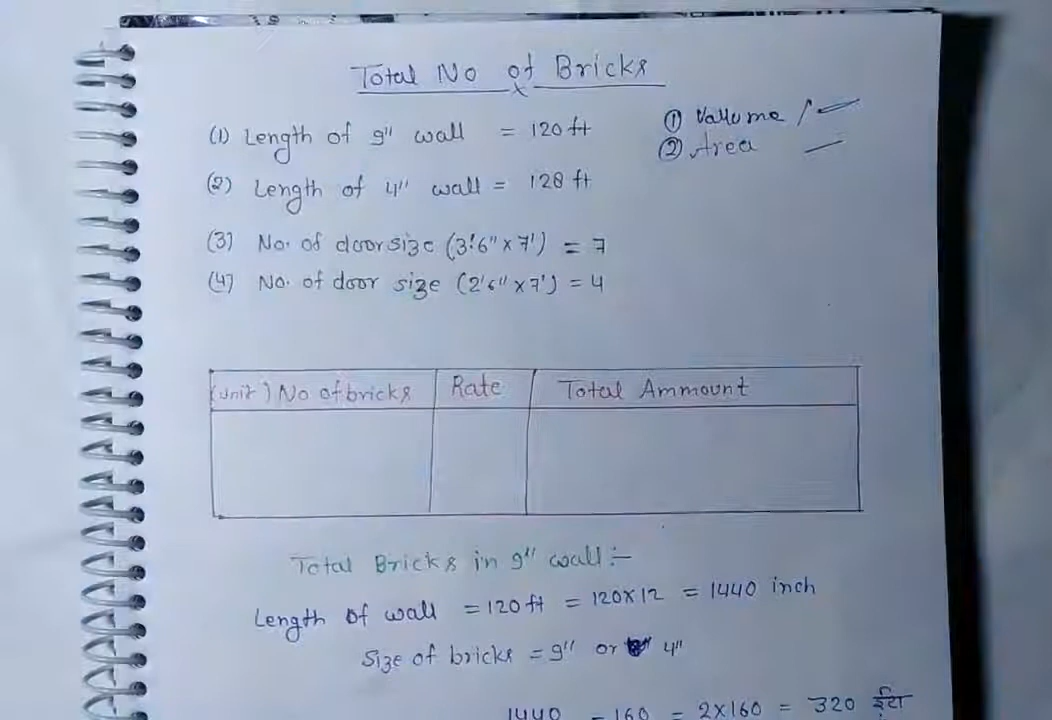 Total No of Bricks
(1) Length of 9" wall = 120 ft
① Vallume
(2) Length of 4" wall = 128 ft
② Area
(3) No. of door size (3'6" x 7') = 7
(4) No. of door size (2'6" x 7') = 4
(unit) No of bricks Rate Total Ammount
Total Bricks in 9" wall :-
Length of wall = 120 ft = 120 x 12 = 1440 inch
Size of bricks = 9" or 4"
1440 = 160 = 2 x 160 = 320 ईंटा